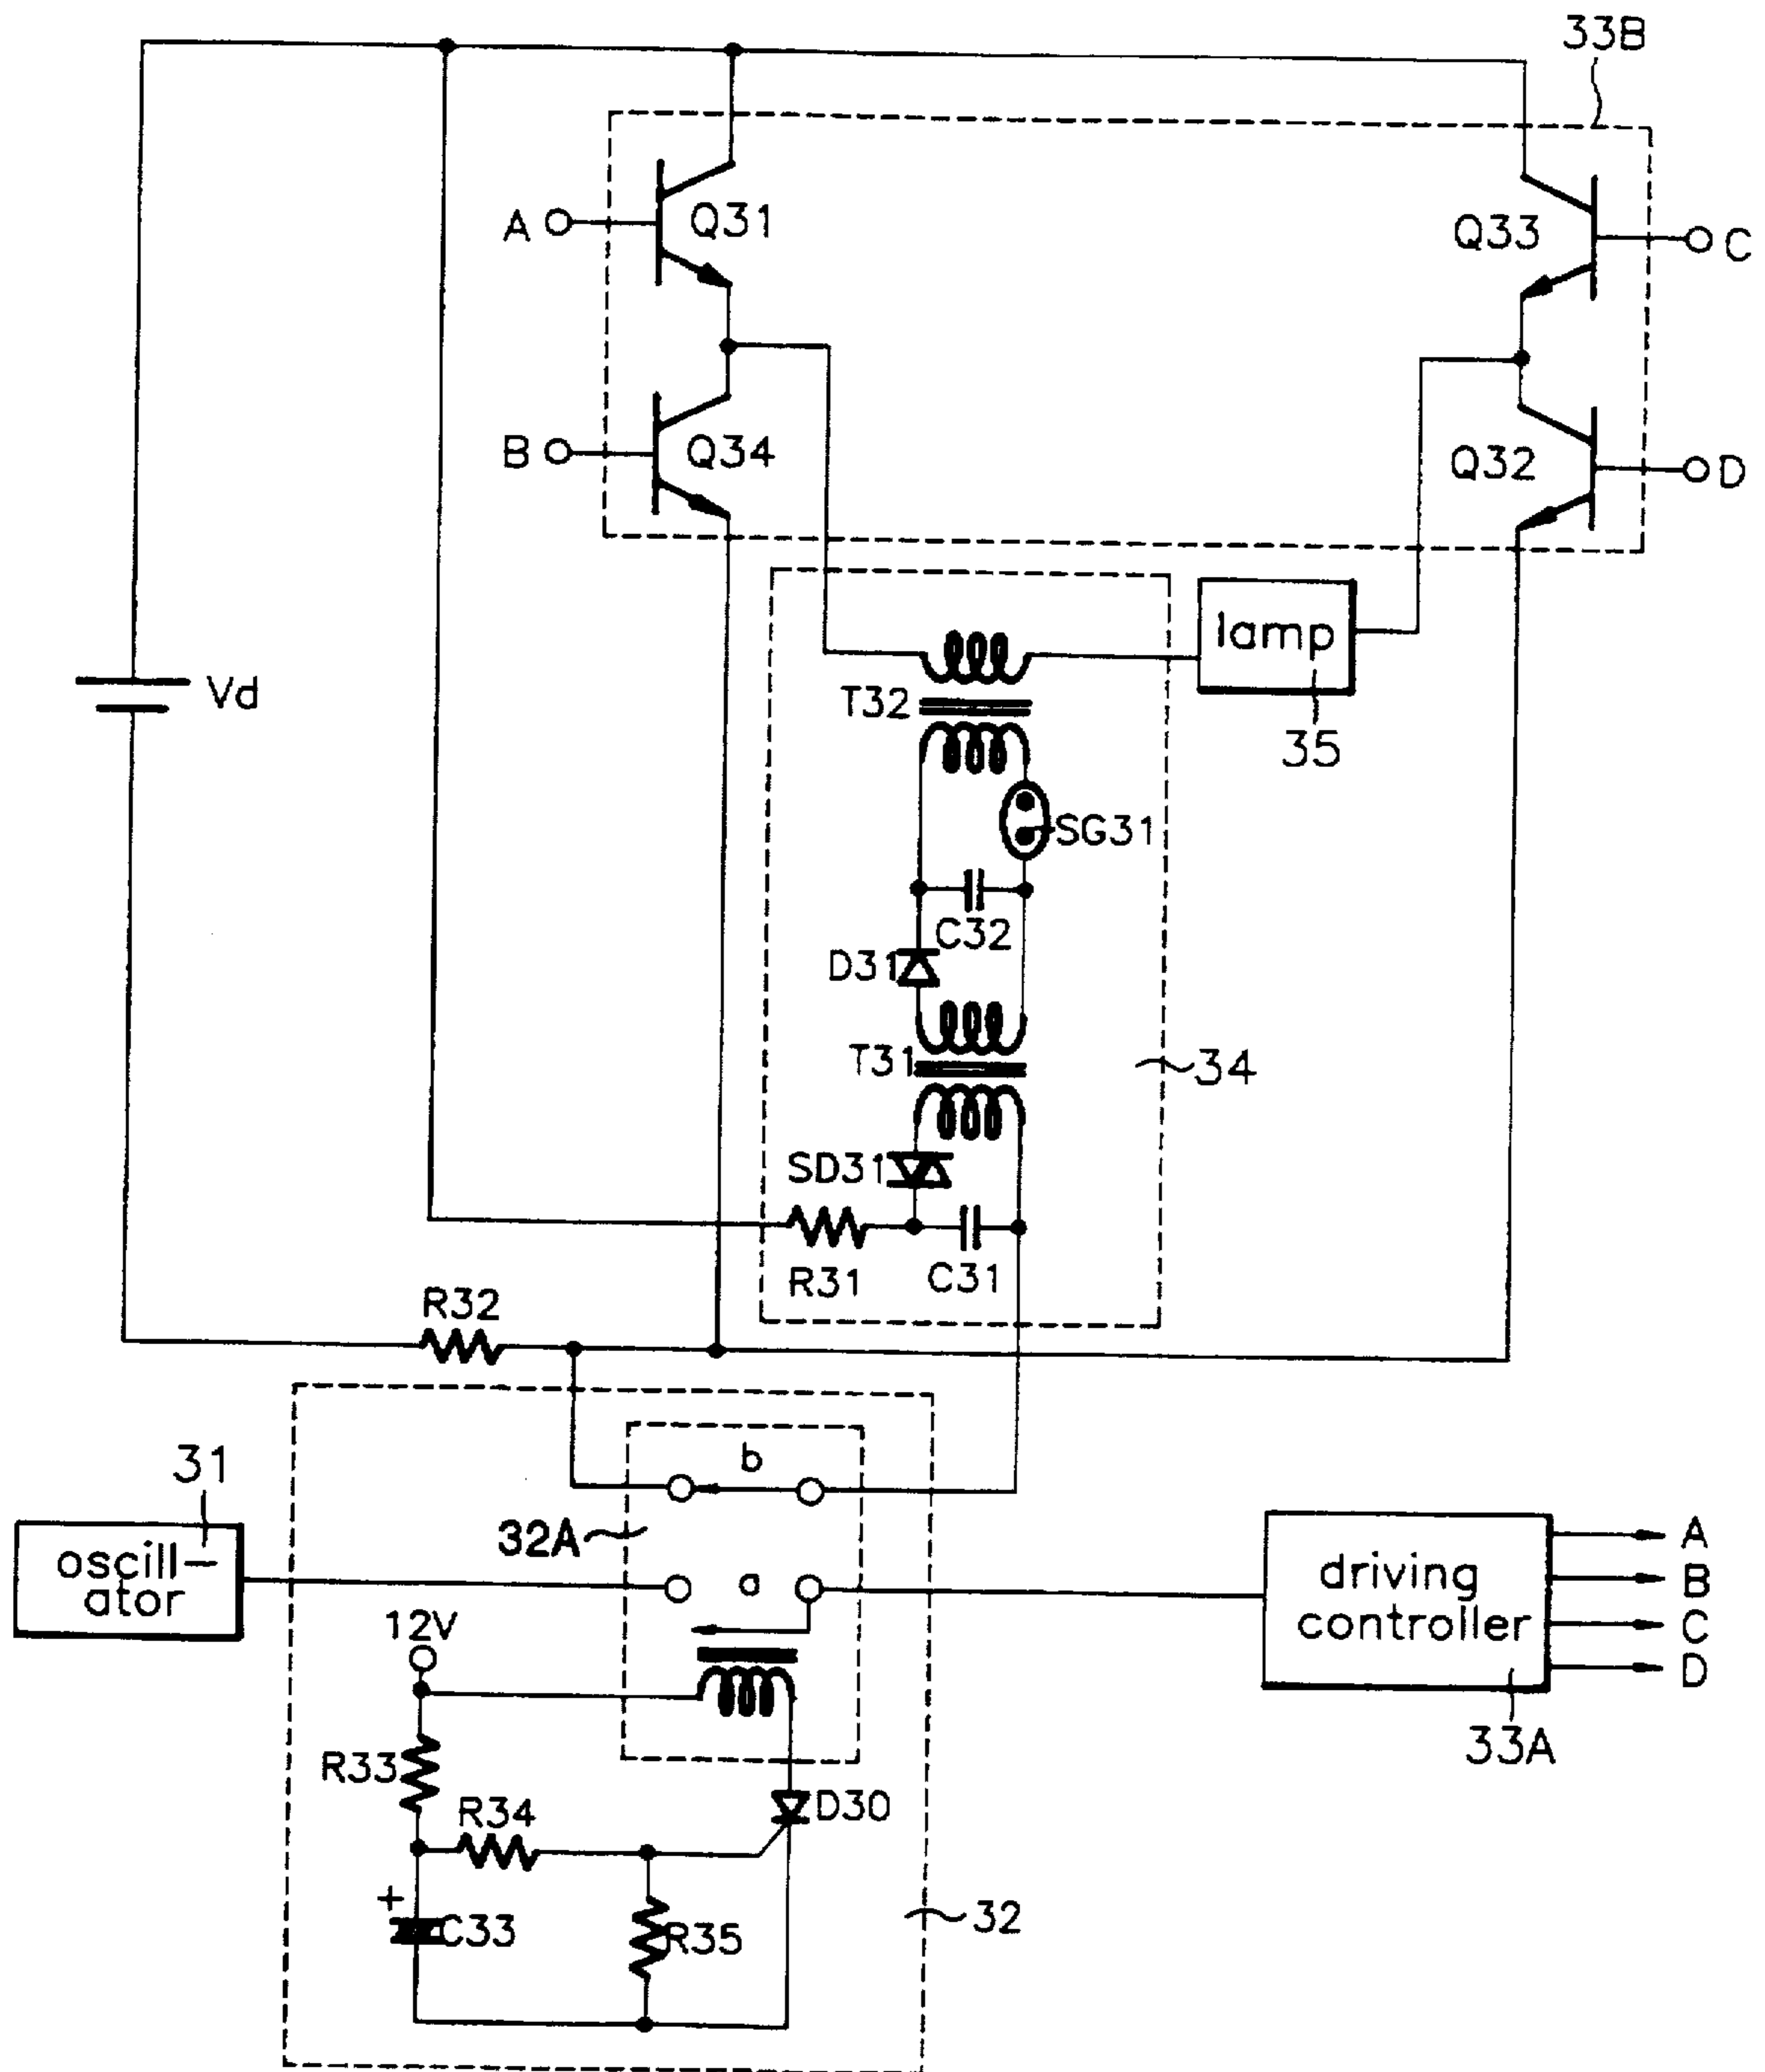 33B
A
Q31
Q33
C
B
Q34
Q32
D
Vd
lamp
T32
35
SG31
C32
D31
T31
34
SD31
R31
C31
R32
31
b
32A
oscill-
ator
a
driving
controller
A
B
C
D
12V
33A
R33
R34
D30
+
C33
R35
32